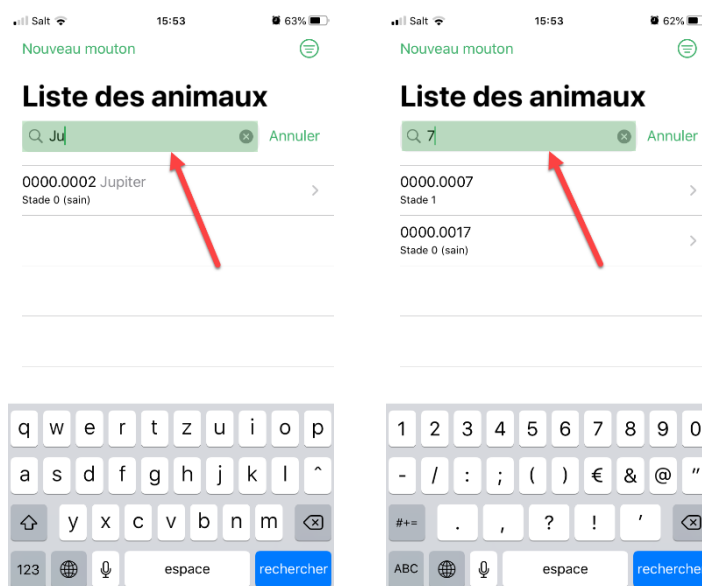 Salt 15:53 63%
Nouveau mouton
Liste des animaux
Ju Annuler
0000.0002 Jupiter
Stade 0 (sain)
q w e r t z u i o p
a s d f g h j k l ^
y x c v b n m
123 espace rechercher
Salt 15:53 62%
Nouveau mouton
Liste des animaux
7 Annuler
0000.0007
Stade 1
0000.0017
Stade 0 (sain)
1 2 3 4 5 6 7 8 9 0
- / : ; ( ) € & @ "
#+= . , ? ! '
ABC espace rechercher